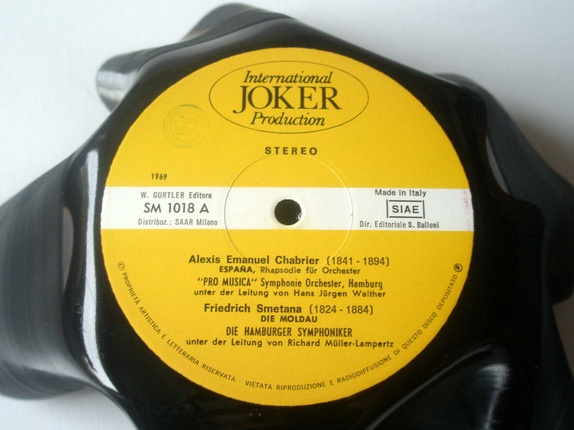 International
JOKER
Production
STEREO
1969
W. GURTLER Editore
SM 1018 A
Distribuz.: SAAR Milano
Made in Italy
SIAE
Dir. Editoriale S. Balloni
Alexis Emanuel Chabrier (1841 - 1894)
ESPAÑA, Rhapsodie für Orchester
"PRO MUSICA" Symphonie Orchester, Hamburg
unter der Leitung von Hans Jürgen Walther
Friedrich Smetana (1824 - 1884)
DIE MOLDAU
DIE HAMBURGER SYMPHONIKER
unter der Leitung von Richard Müller-Lampertz
Ⓒ PROPRIETA ARTISTICA E LETTERARIA RISERVATA - VIETATA RIPRODUZIONE E RADIODIFFUSIONE DI QUESTO DISCO DEPOSITATO Ⓟ